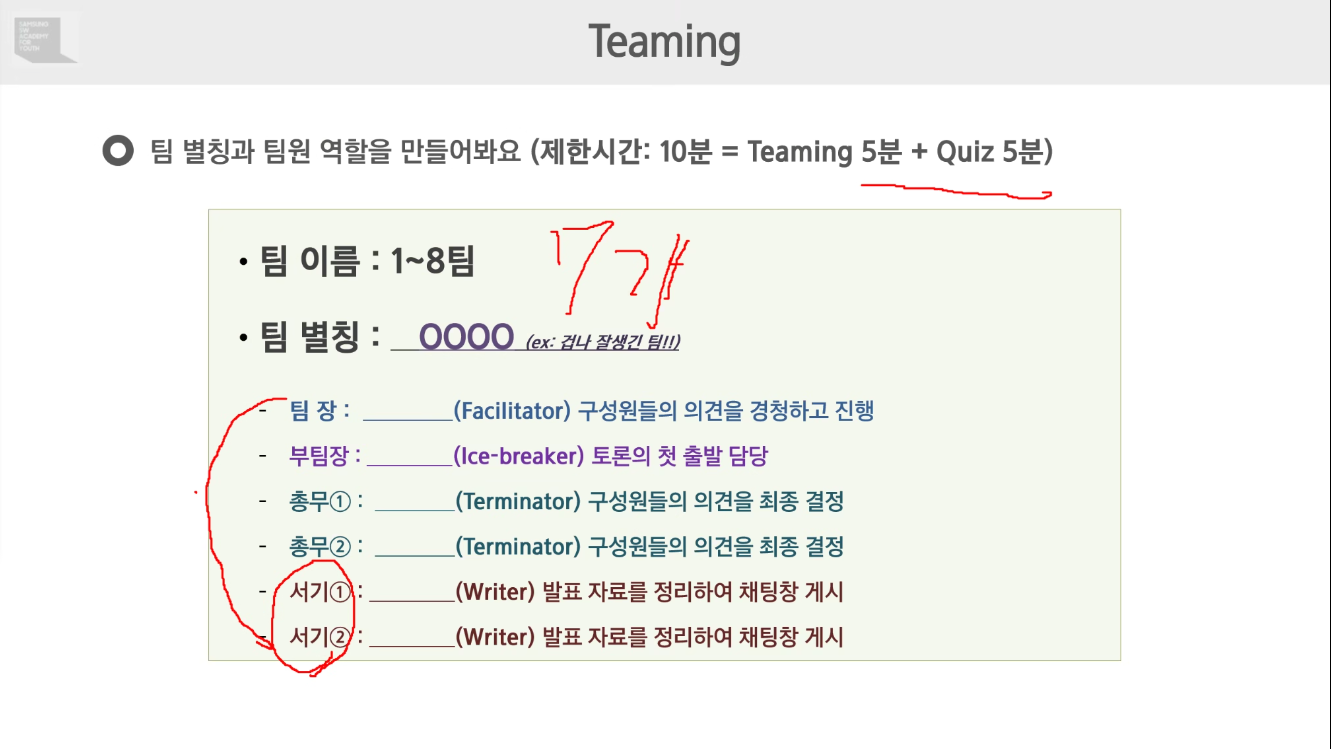 SAMSUNG
SW
ACADEMY
FOR
YOUTH
Teaming
팀 별칭과 팀원 역할을 만들어봐요 (제한시간: 10분 = Teaming 5분 + Quiz 5분)
• 팀 이름 : 1~8팀
17개
• 팀 별칭 : OOOO (ex: 겁나 잘생긴 팀!!)
- 팀 장 : ________(Facilitator) 구성원들의 의견을 경청하고 진행
- 부팀장 : ________(Ice-breaker) 토론의 첫 출발 담당
- 총무① : ________(Terminator) 구성원들의 의견을 최종 결정
- 총무② : ________(Terminator) 구성원들의 의견을 최종 결정
- 서기① : ________(Writer) 발표 자료를 정리하여 채팅창 게시
- 서기② : ________(Writer) 발표 자료를 정리하여 채팅창 게시